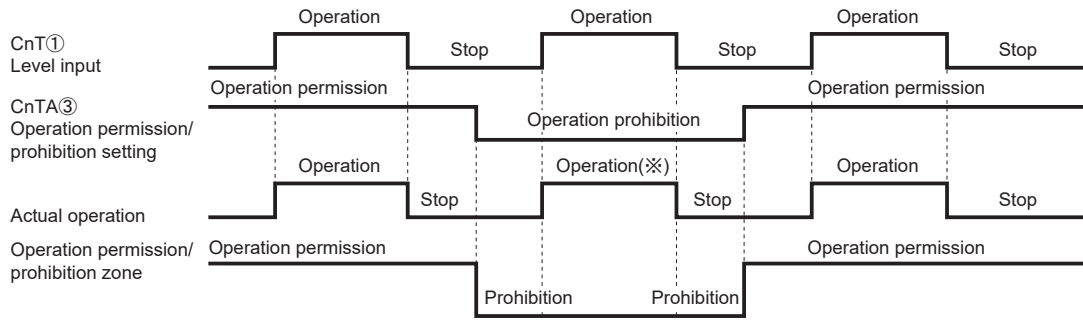 Operation Operation Operation
CnT① Stop Stop Stop
Level input
Operation permission Operation permission
CnTA③
Operation permission/ Operation prohibition
prohibition setting
Operation Operation(※) Operation
Actual operation Stop Stop Stop
Operation permission/ Operation permission Operation permission
prohibition zone
Prohibition Prohibition